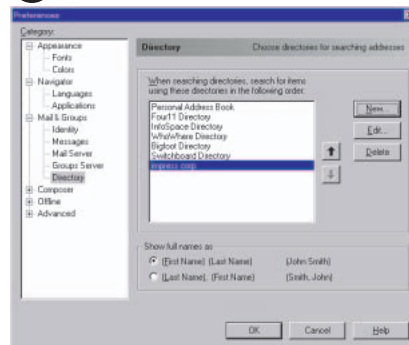 Preferences
Category:
Appearance
Fonts
Colors
Navigator
Languages
Applications
Mail & Groups
Identity
Messages
Mail Server
Groups Server
Directory
Composer
Offline
Advanced
Directory Choose directories for searching addresses
When searching directories, search for items
using these directories in the following order:
Personal Address Book
Four11 Directory
InfoSpace Directory
WhoWhere Directory
Bigfoot Directory
Switchboard Directory
impress corp
New...
Edit...
Delete
Show full names as
(First Name) (Last Name) (John Smith)
(Last Name), (First Name) (Smith, John)
OK Cancel Help